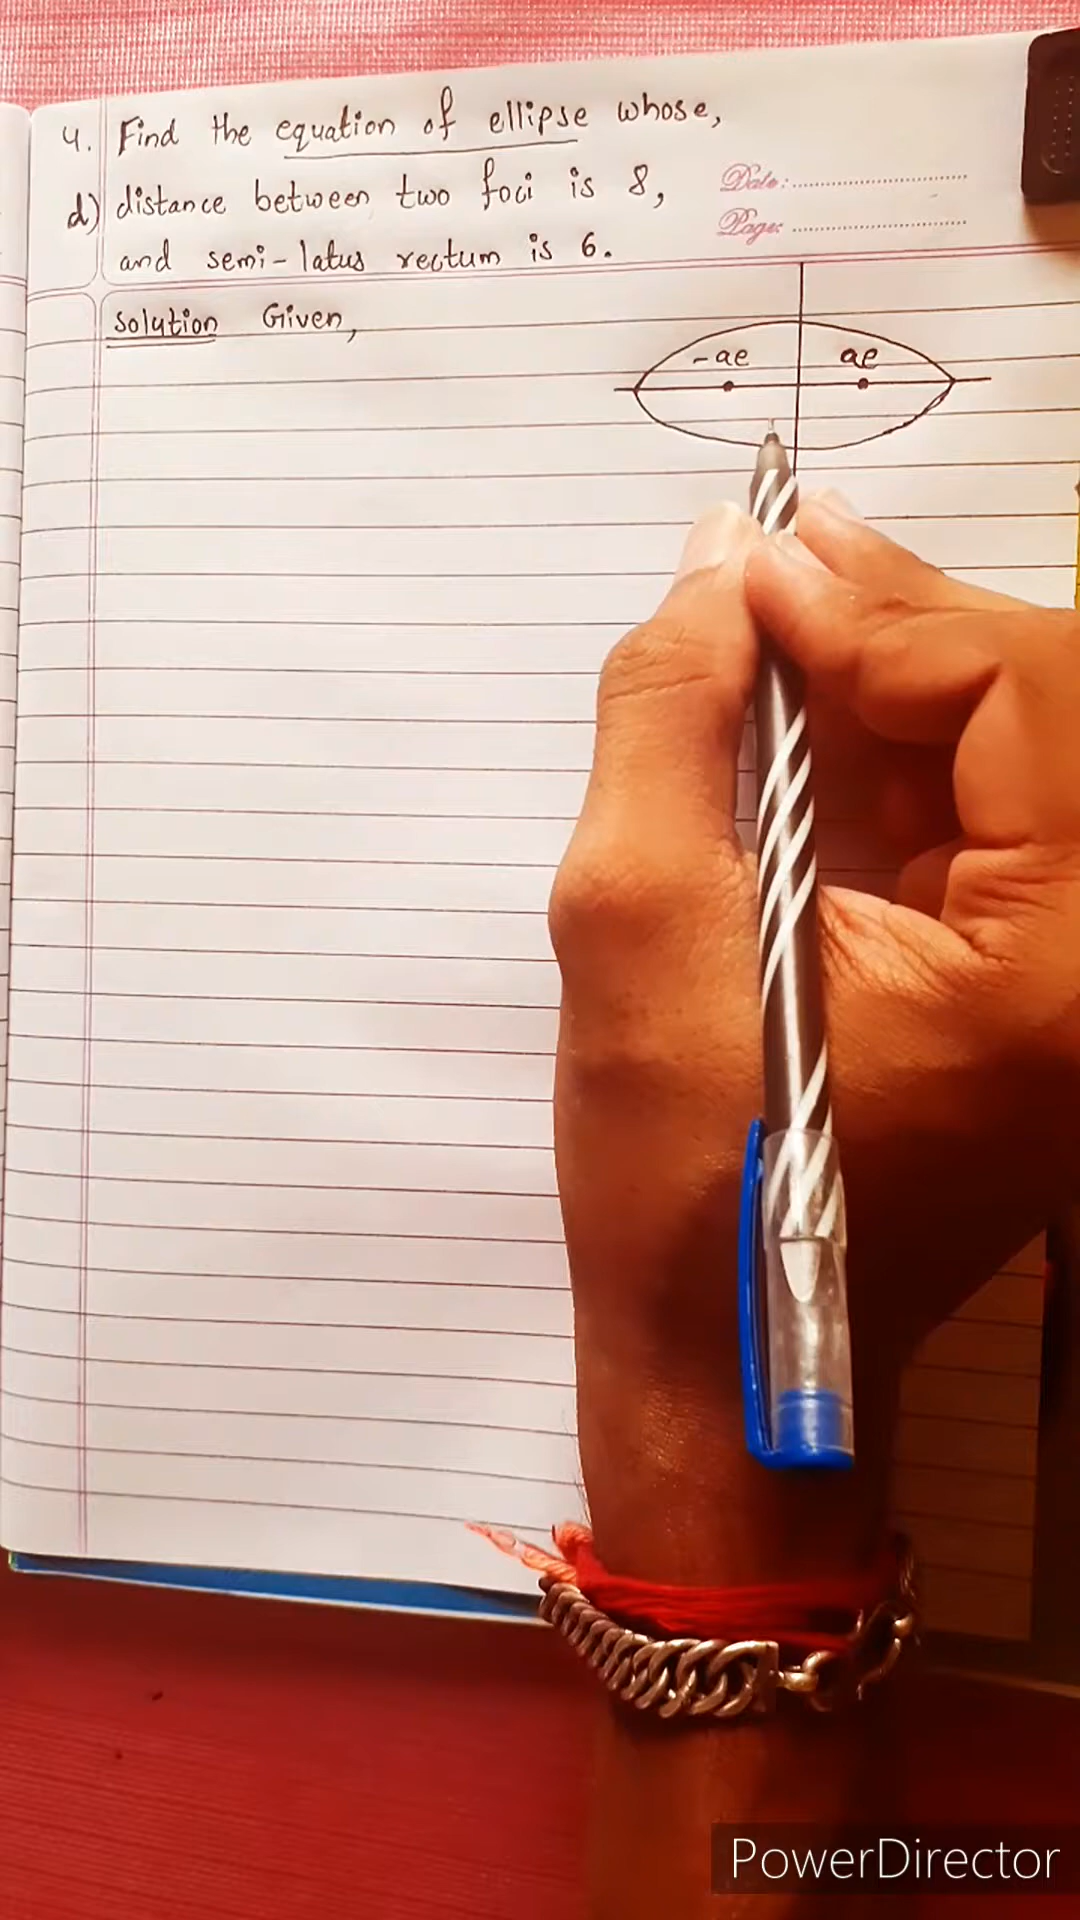 4. Find the equation of ellipse whose,
d) distance between two foci is 8,
and semi-latus rectum is 6.
Date:
Page:
Solution Given,
-ae ae
PowerDirector